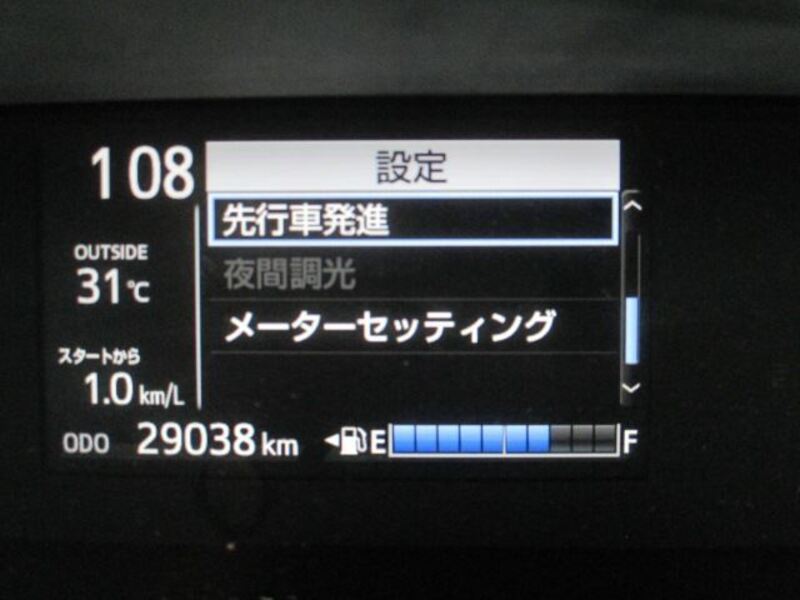 108
設定
先行車発進
OUTSIDE
31℃
夜間調光
メーターセッティング
スタートから
1.0 km/L
ODO 29038 km E F